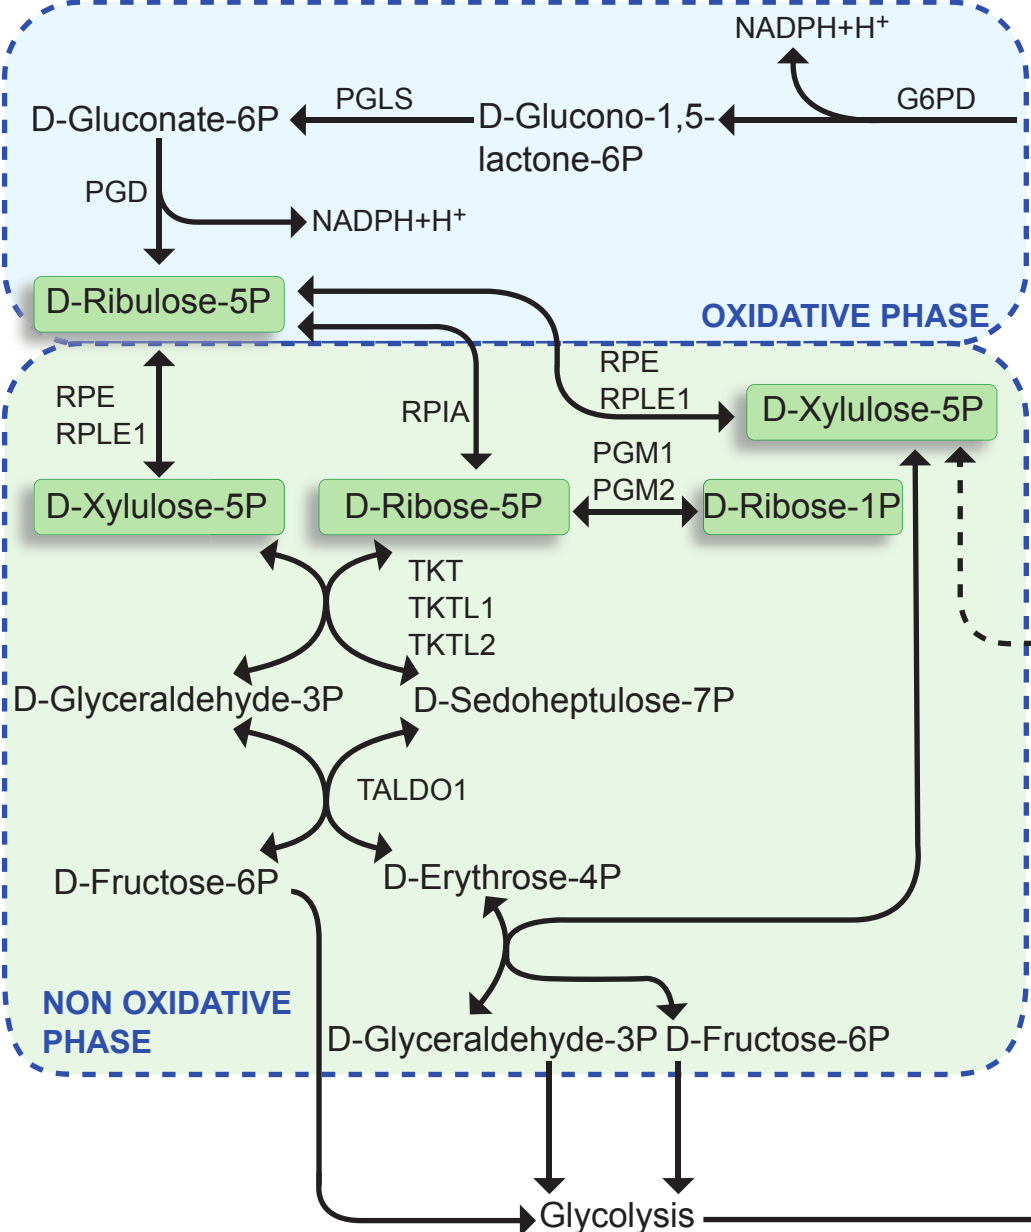 NADPH+H+
PGLS
G6PD
D-Gluconate-6P
D-Glucono-1,5-
lactone-6P
PGD
NADPH+H+
D-Ribulose-5P
OXIDATIVE PHASE
RPE
RPLE1
RPIA
RPE
RPLE1
D-Xylulose-5P
PGM1
PGM2
D-Xylulose-5P
D-Ribose-5P
D-Ribose-1P
TKT
TKTL1
TKTL2
D-Glyceraldehyde-3P
D-Sedoheptulose-7P
TALDO1
D-Fructose-6P
D-Erythrose-4P
NON OXIDATIVE
PHASE
D-Glyceraldehyde-3P
D-Fructose-6P
Glycolysis